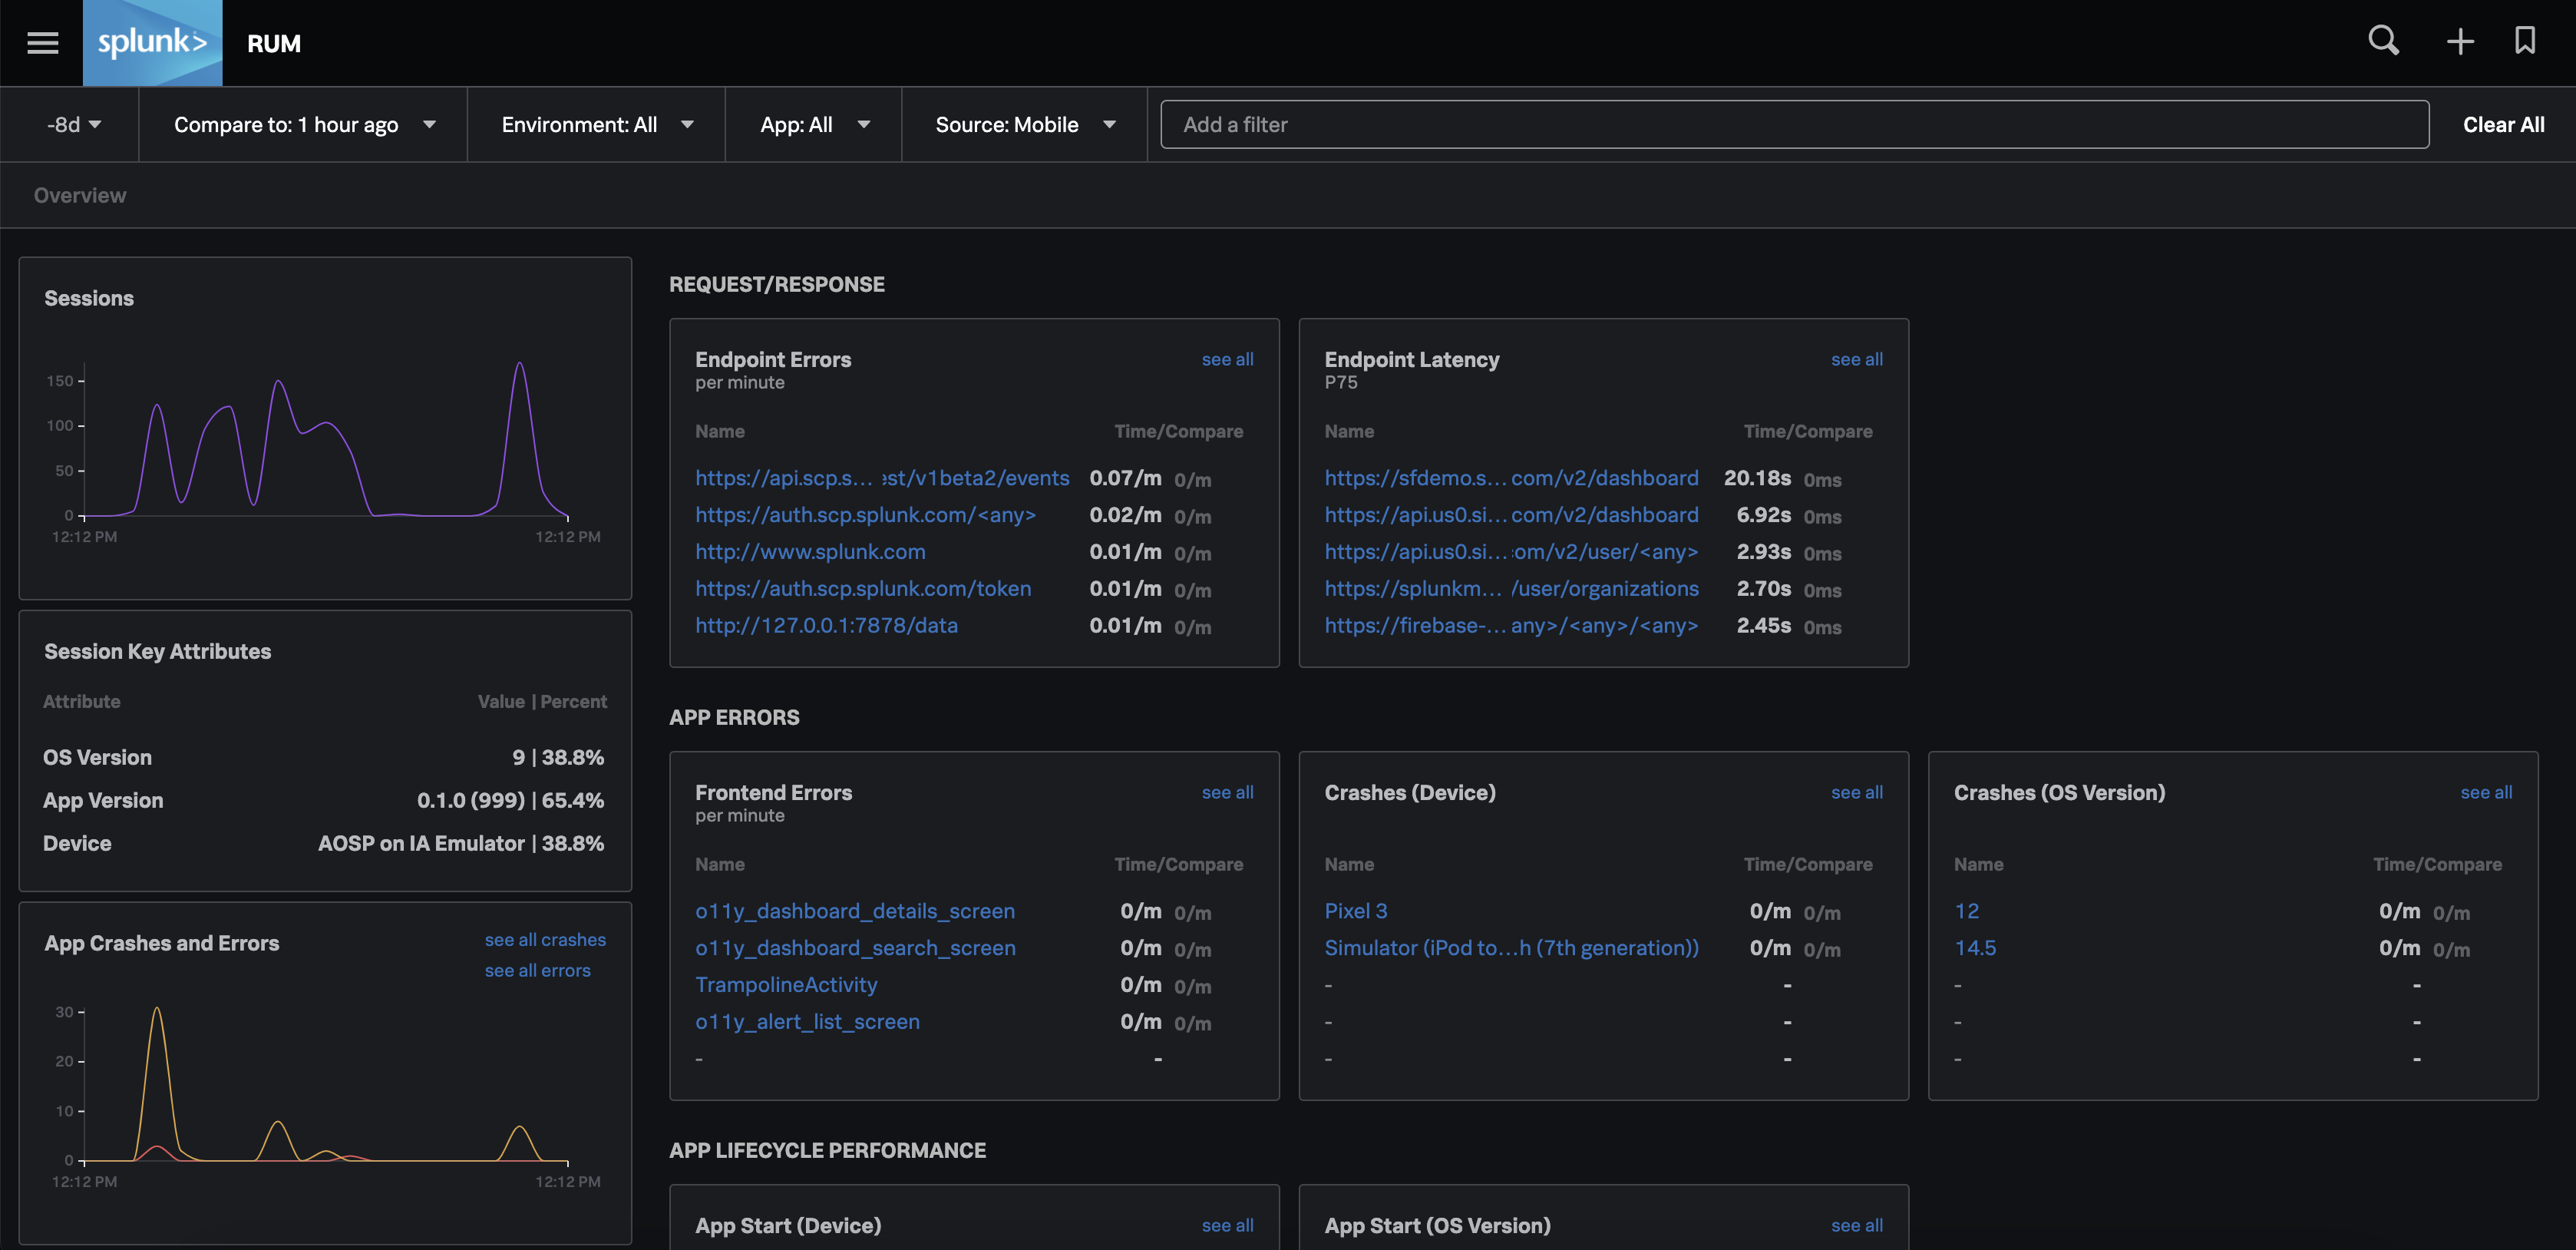 splunk> RUM
-8d Compare to: 1 hour ago Environment: All App: All Source: Mobile Add a filter Clear All
Overview
Sessions
150
100
50
0
12:12 PM 12:12 PM
Session Key Attributes
Attribute Value | Percent
OS Version 9 | 38.8%
App Version 0.1.0 (999) | 65.4%
Device AOSP on IA Emulator | 38.8%
App Crashes and Errors see all crashes
see all errors
30
20
10
0
12:12 PM 12:12 PM
REQUEST/RESPONSE
Endpoint Errors see all
per minute
Name Time/Compare
https://api.scp.s... est/v1beta2/events 0.07/m 0/m
https://auth.scp.splunk.com/<any> 0.02/m 0/m
http://www.splunk.com 0.01/m 0/m
https://auth.scp.splunk.com/token 0.01/m 0/m
http://127.0.0.1:7878/data 0.01/m 0/m
Endpoint Latency see all
P75
Name Time/Compare
https://sfdemo.s... com/v2/dashboard 20.18s 0ms
https://api.us0.si... com/v2/dashboard 6.92s 0ms
https://api.us0.si... om/v2/user/<any> 2.93s 0ms
https://splunkm... /user/organizations 2.70s 0ms
https://firebase-... any>/<any>/<any> 2.45s 0ms
APP ERRORS
Frontend Errors see all
per minute
Name Time/Compare
o11y_dashboard_details_screen 0/m 0/m
o11y_dashboard_search_screen 0/m 0/m
TrampolineActivity 0/m 0/m
o11y_alert_list_screen 0/m 0/m
- -
Crashes (Device) see all
Name Time/Compare
Pixel 3 0/m 0/m
Simulator (iPod to...h (7th generation)) 0/m 0/m
- -
- -
- -
Crashes (OS Version) see all
Name Time/Compare
12 0/m 0/m
14.5 0/m 0/m
- -
- -
- -
APP LIFECYCLE PERFORMANCE
App Start (Device) see all
App Start (OS Version) see all